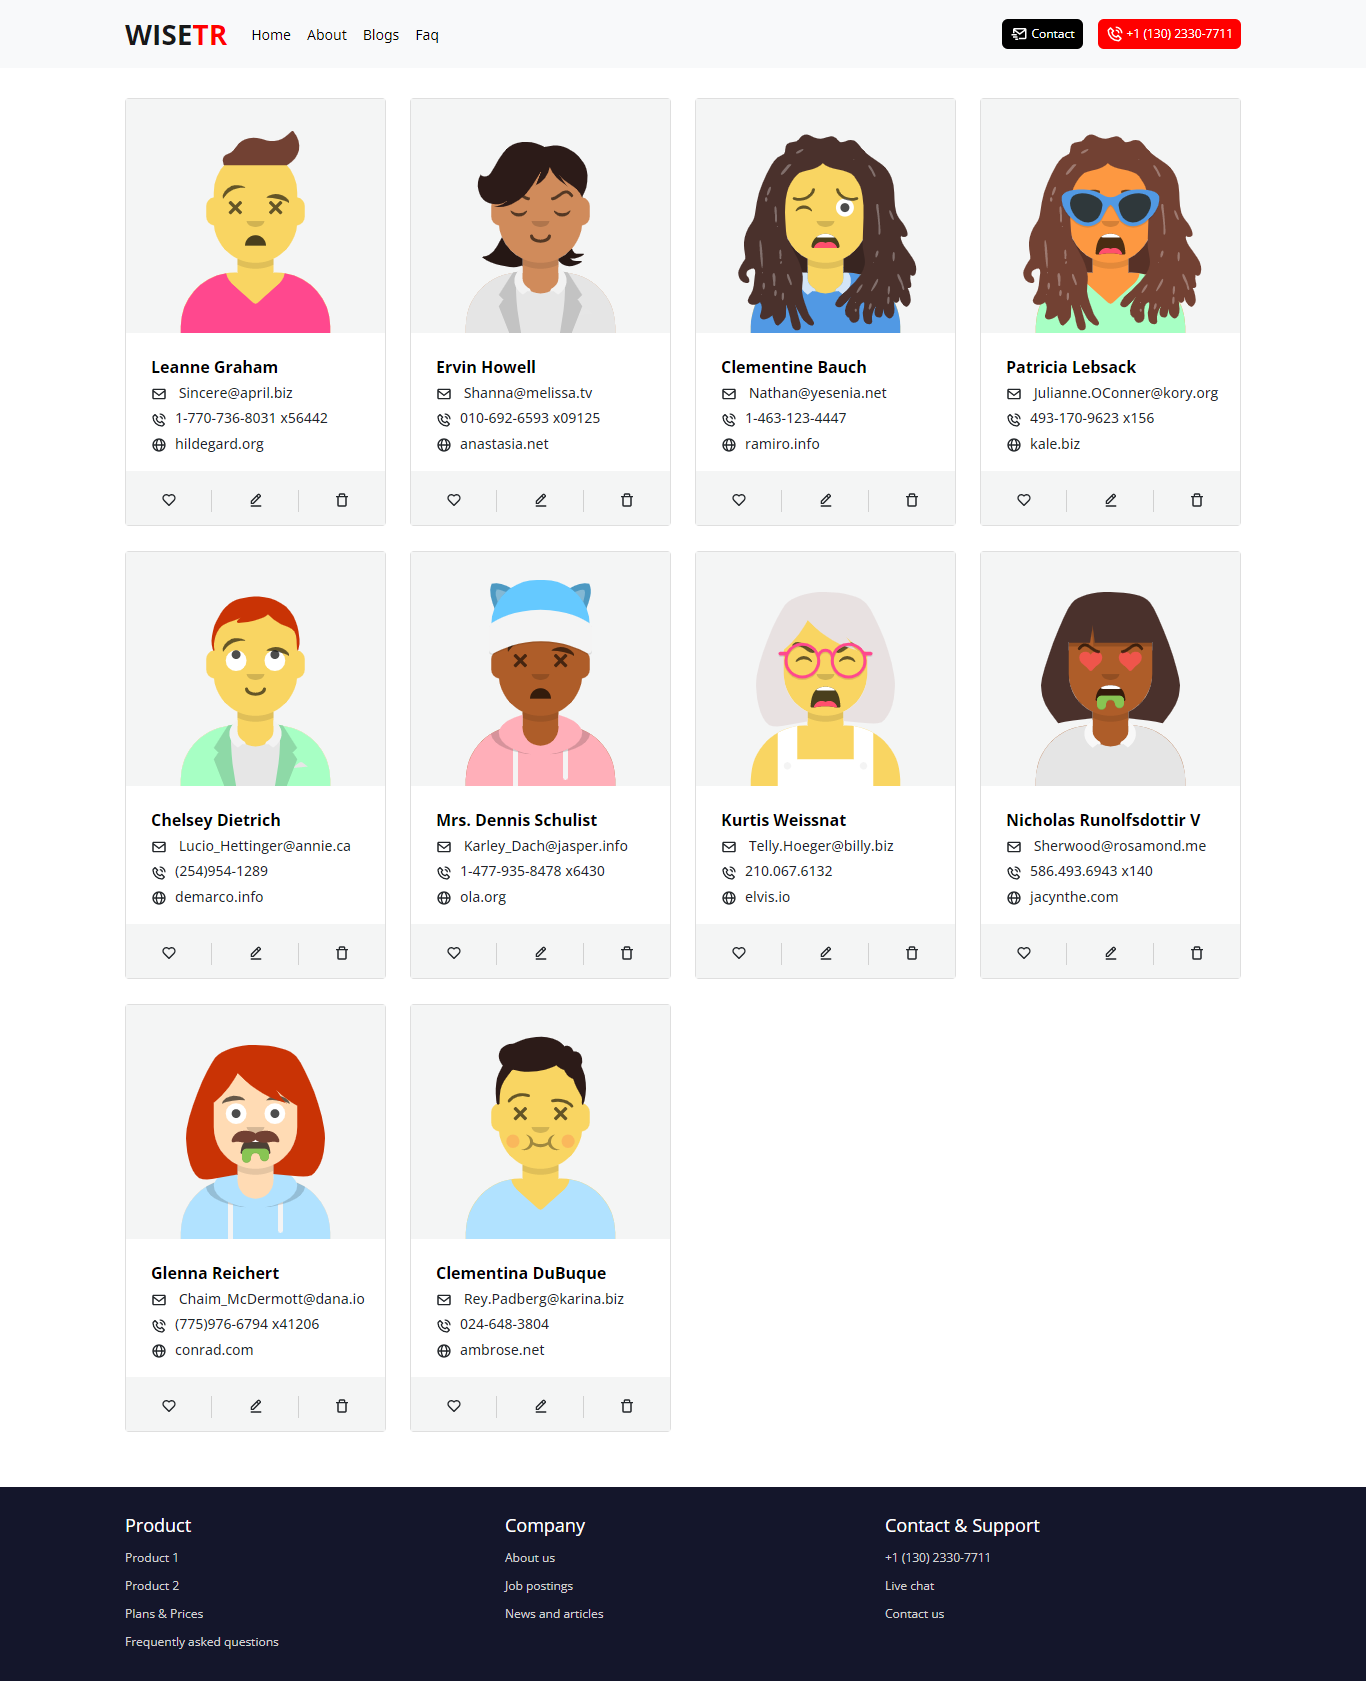 WISETR Home About Blogs Faq Contact +1 (130) 2330-7711
Leanne Graham
Sincere@april.biz
1-770-736-8031 x56442
hildegard.org
Ervin Howell
Shanna@melissa.tv
010-692-6593 x09125
anastasia.net
Clementine Bauch
Nathan@yesenia.net
1-463-123-4447
ramiro.info
Patricia Lebsack
Julianne.OConner@kory.org
493-170-9623 x156
kale.biz
Chelsey Dietrich
Lucio_Hettinger@annie.ca
(254)954-1289
demarco.info
Mrs. Dennis Schulist
Karley_Dach@jasper.info
1-477-935-8478 x6430
ola.org
Kurtis Weissnat
Telly.Hoeger@billy.biz
210.067.6132
elvis.io
Nicholas Runolfsdottir V
Sherwood@rosamond.me
586.493.6943 x140
jacynthe.com
Glenna Reichert
Chaim_McDermott@dana.io
(775)976-6794 x41206
conrad.com
Clementina DuBuque
Rey.Padberg@karina.biz
024-648-3804
ambrose.net
Product
Product 1
Product 2
Plans & Prices
Frequently asked questions
Company
About us
Job postings
News and articles
Contact & Support
+1 (130) 2330-7711
Live chat
Contact us